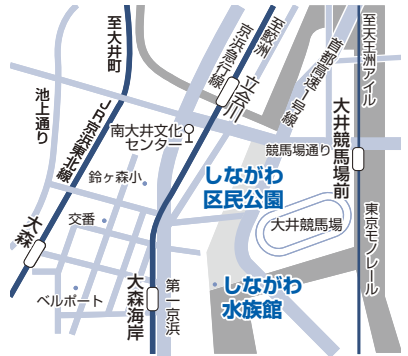 至大井町
至鮫洲
京浜急行線
首都高速1号線
至天王洲アイル
池上通り
JR京浜東北線
立会川
大井競馬場前
南大井文化
センター
競馬場通り
鈴ヶ森小
しながわ
区民公園
交番
大井競馬場
東京モノレール
大森
ベルポート
大森海岸
第一京浜
しながわ
水族館